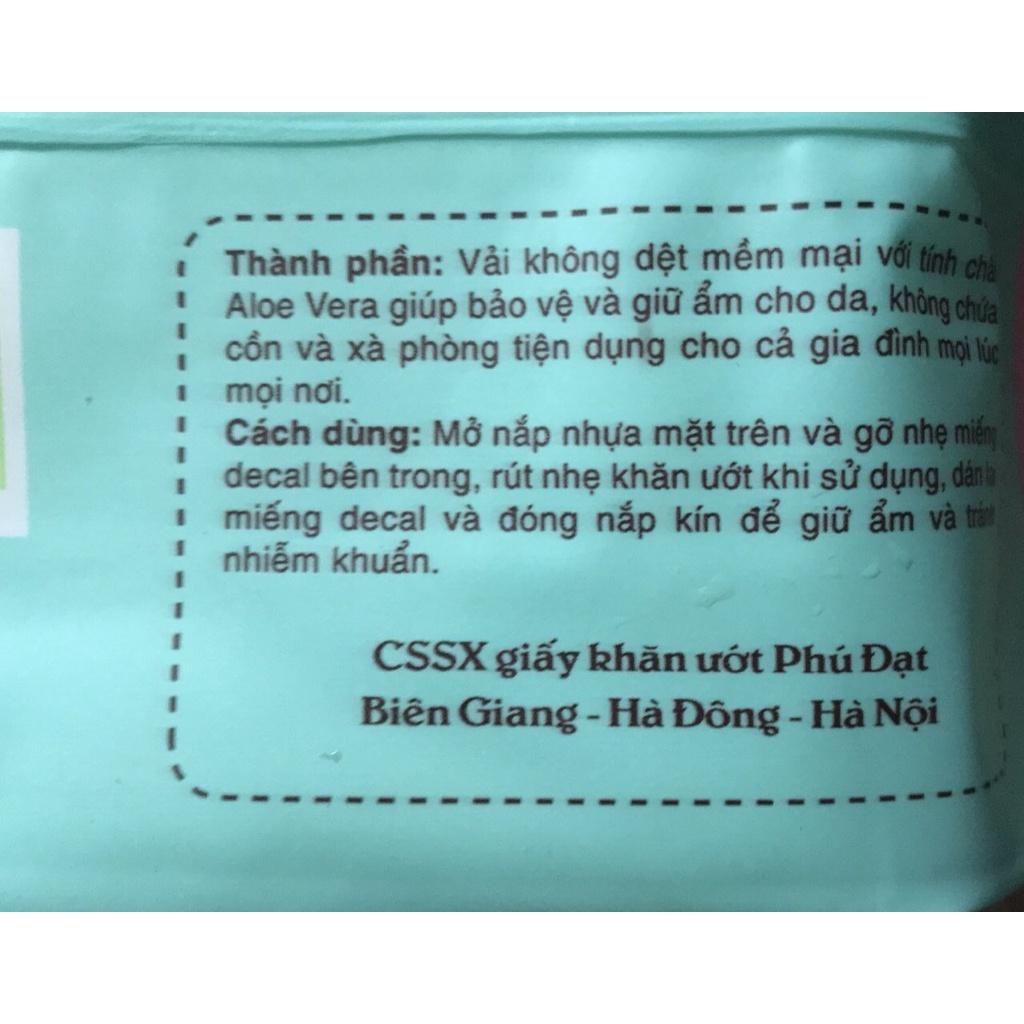 Thành phần: Vải không dệt mềm mại với tính
Aloe Vera giúp bảo vệ và giữ ẩm cho da, không chứa
cồn và xà phòng tiện dụng cho cả gia đình mọi lúc
mọi nơi.
Cách dùng: Mở nắp nhựa mặt trên và gỡ nhẹ miếng
decal bên trong, rút nhẹ khăn ướt khi sử dụng, dán
miếng decal và đóng nắp kín để giữ ẩm và tránh
nhiễm khuẩn.
CSSX giấy khăn ướt Phú Đạt
Biên Giang - Hà Đông - Hà Nội